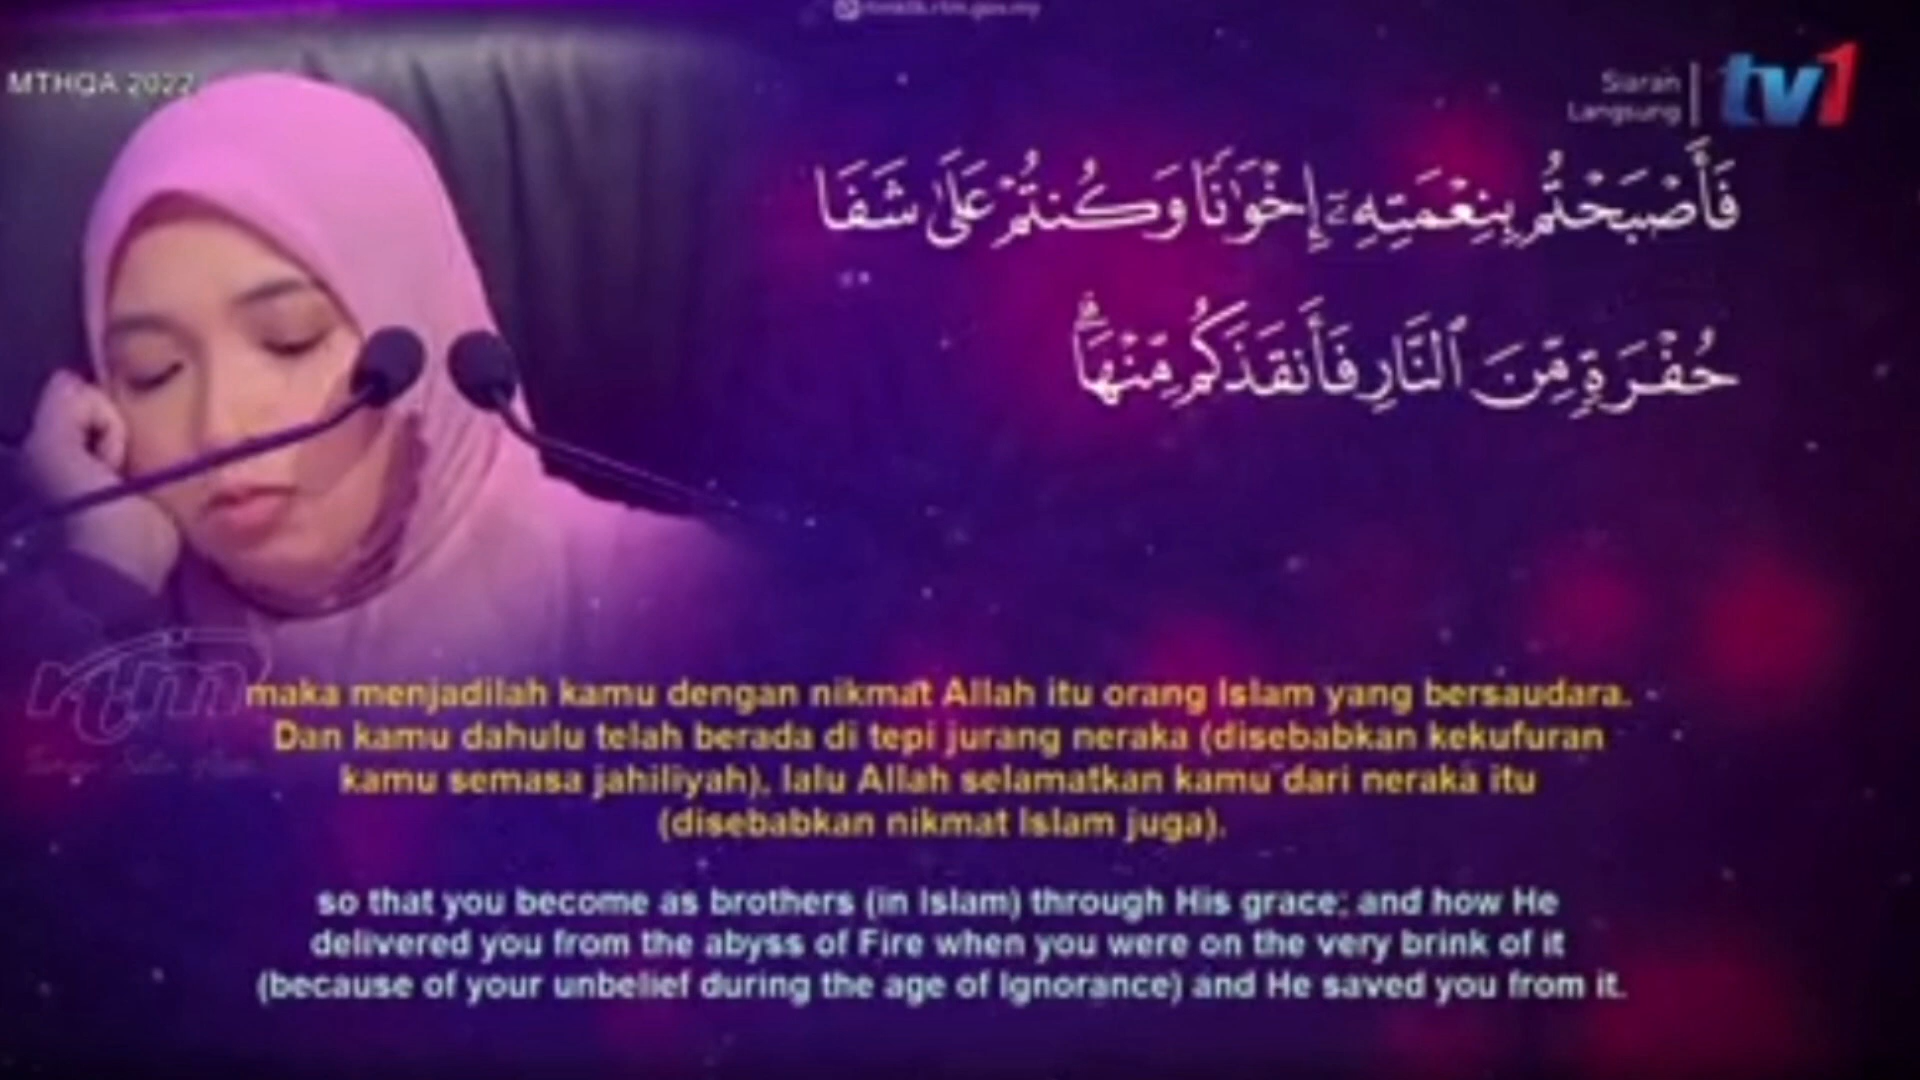 MTHQA 2022
Siaran
Langsung
tv1
فَأَصْبَحْتُم بِنِعْمَتِهِۦٓ إِخْوَٰنًا وَكُنتُمْ عَلَىٰ شَفَا
حُفْرَةٍ مِّنَ ٱلنَّارِ فَأَنقَذَكُم مِّنْهَا ۗ
rtm
maka menjadilah kamu dengan nikmat Allah itu orang Islam yang bersaudara.
Dan kamu dahulu telah berada di tepi jurang neraka (disebabkan kekufuran
kamu semasa jahiliyah), lalu Allah selamatkan kamu dari neraka itu
(disebabkan nikmat Islam juga).
so that you become as brothers (in Islam) through His grace; and how He
delivered you from the abyss of Fire when you were on the very brink of it
(because of your unbelief during the age of Ignorance) and He saved you from it.